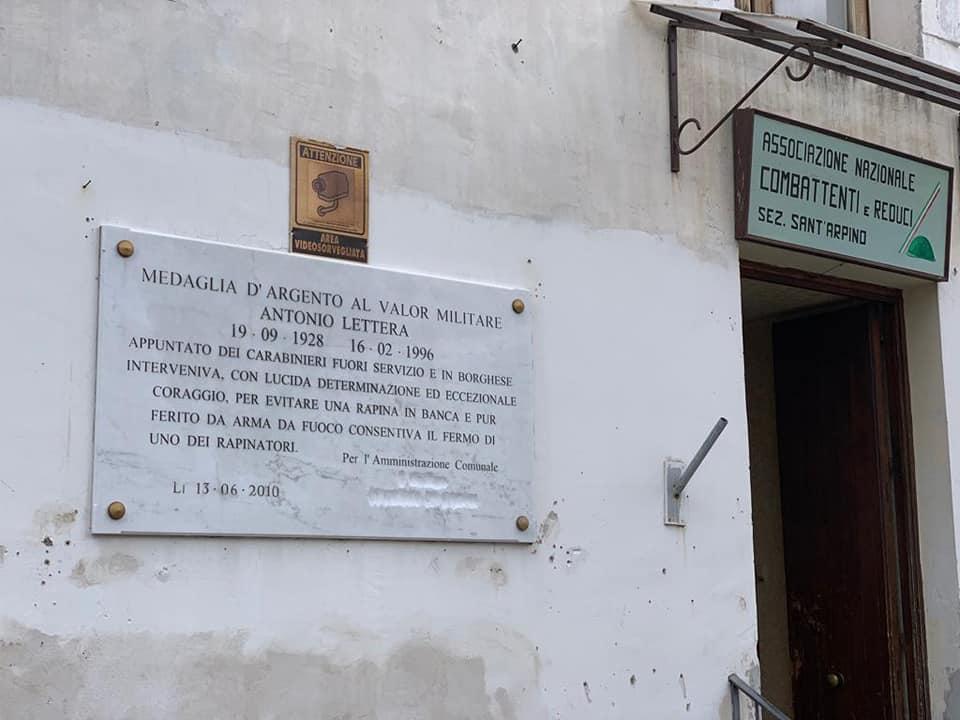 ATTENZIONE
AREA
VIDEOSORVEGLIATA
MEDAGLIA D'ARGENTO AL VALOR MILITARE
ANTONIO LETTERA
19·09·1928 16·02·1996
APPUNTATO DEI CARABINIERI FUORI SERVIZIO E IN BORGHESE
INTERVENIVA, CON LUCIDA DETERMINAZIONE ED ECCEZIONALE
CORAGGIO, PER EVITARE UNA RAPINA IN BANCA E PUR
FERITO DA ARMA DA FUOCO CONSENTIVA IL FERMO DI
UNO DEI RAPINATORI.
Per l'Amministrazione Comunale
Lì 13·06·2010
ASSOCIAZIONE NAZIONALE
COMBATTENTI E REDUCI
SEZ. SANT'ARPINO